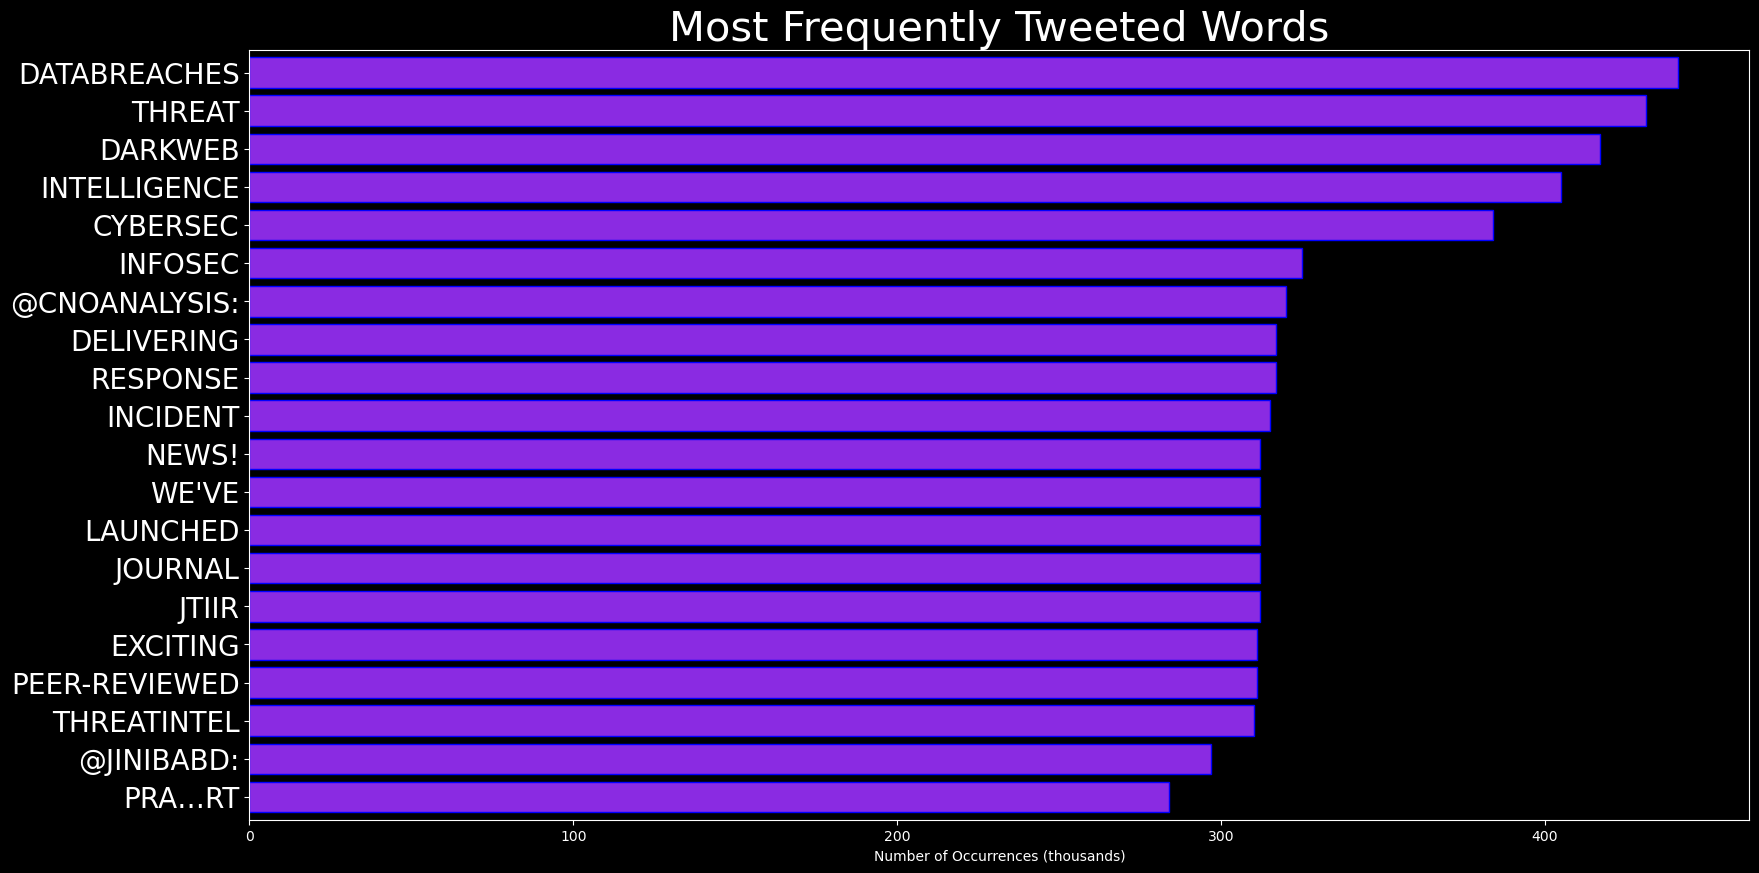 Most Frequently Tweeted Words
DATABREACHES
THREAT
DARKWEB
INTELLIGENCE
CYBERSEC
INFOSEC
@CNOANALYSIS:
DELIVERING
RESPONSE
INCIDENT
NEWS!
WE'VE
LAUNCHED
JOURNAL
JTIIR
EXCITING
PEER-REVIEWED
THREATINTEL
@JINIBABD:
PRA…RT
0 100 200 300 400
Number of Occurrences (thousands)